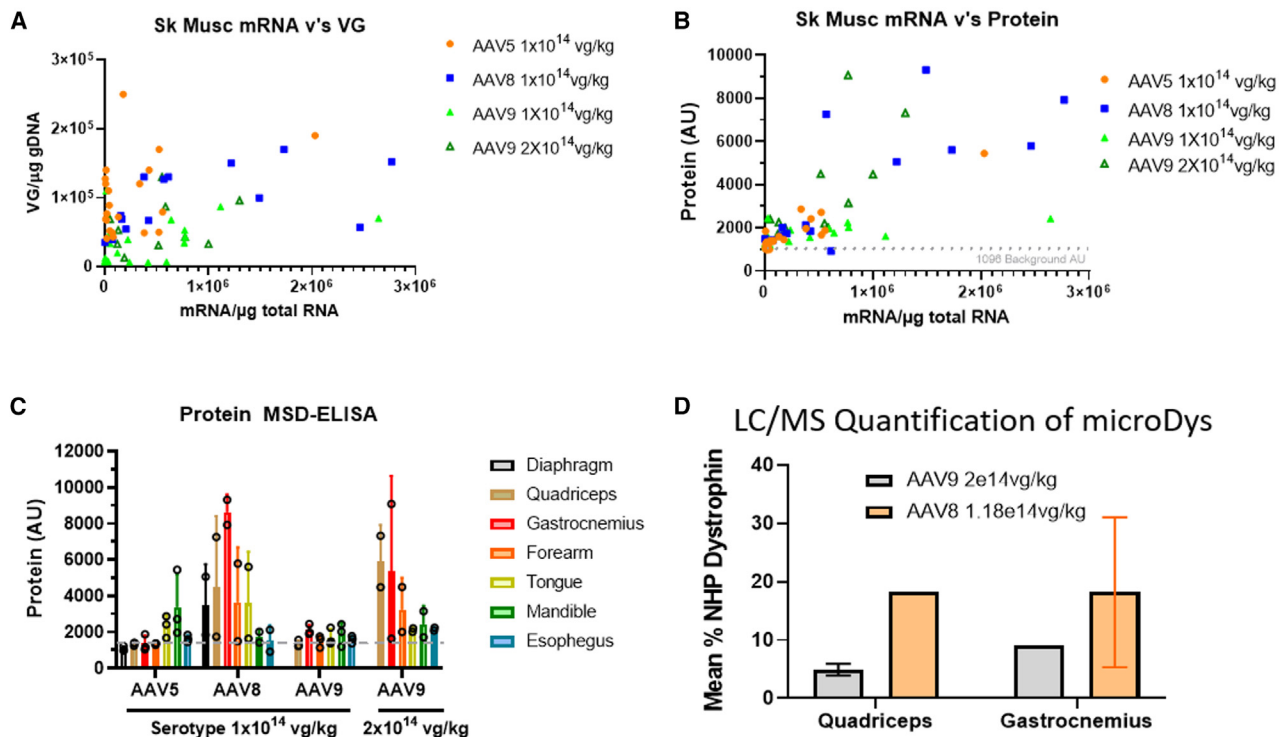 A
Sk Musc mRNA v's VG
3×10⁵
2×10⁵
1×10⁵
0
VG/µg gDNA
0
1×10⁶
2×10⁶
3×10⁶
mRNA/µg total RNA
AAV5 1x10¹⁴ vg/kg
AAV8 1x10¹⁴vg/kg
AAV9 1X10¹⁴vg/kg
AAV9 2X10¹⁴vg/kg
B
Sk Musc mRNA v's Protein
10000
8000
6000
4000
2000
0
Protein (AU)
1096 Background AU
0
1×10⁶
2×10⁶
3×10⁶
mRNA/µg total RNA
AAV5 1x10¹⁴ vg/kg
AAV8 1x10¹⁴ vg/kg
AAV9 1X10¹⁴vg/kg
AAV9 2X10¹⁴vg/kg
C
Protein MSD-ELISA
12000
10000
8000
6000
4000
2000
0
Protein (AU)
AAV5
AAV8
AAV9
AAV9
Serotype 1x10¹⁴ vg/kg
2x10¹⁴ vg/kg
Diaphragm
Quadriceps
Gastrocnemius
Forearm
Tongue
Mandible
Esophegus
D
LC/MS Quantification of microDys
40
30
20
10
0
Mean % NHP Dystrophin
AAV9 2e14vg/kg
AAV8 1.18e14vg/kg
Quadriceps
Gastrocnemius